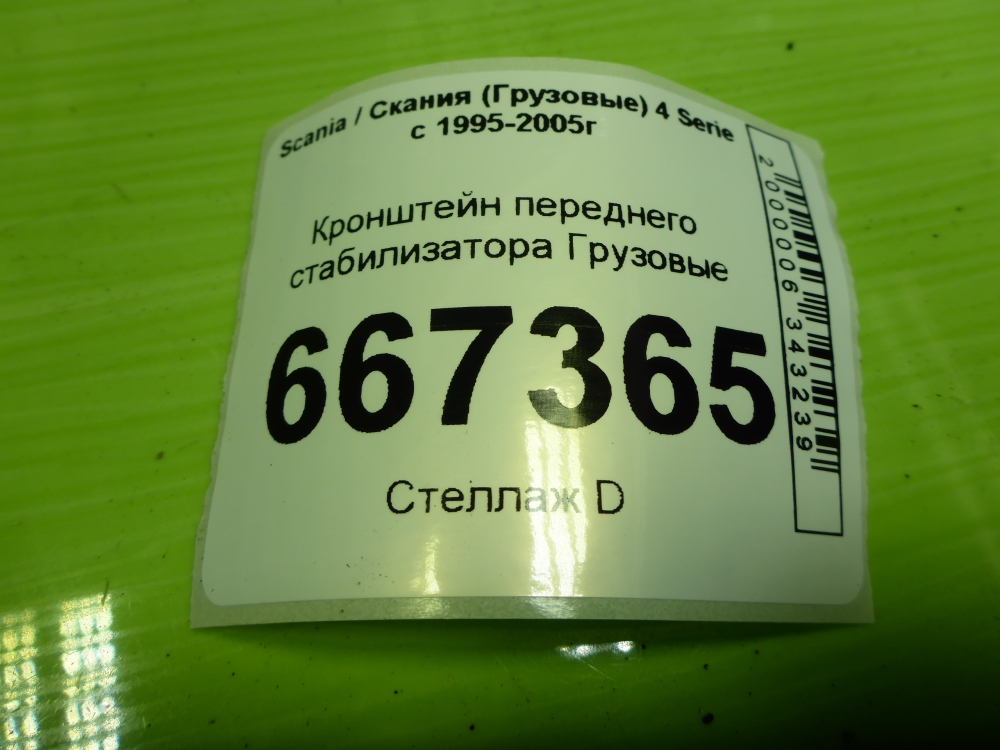 Scania / Скания (Грузовые) 4 Serie
с 1995-2005г
Кронштейн переднего
стабилизатора Грузовые
667365
Стеллаж D
2000006343239